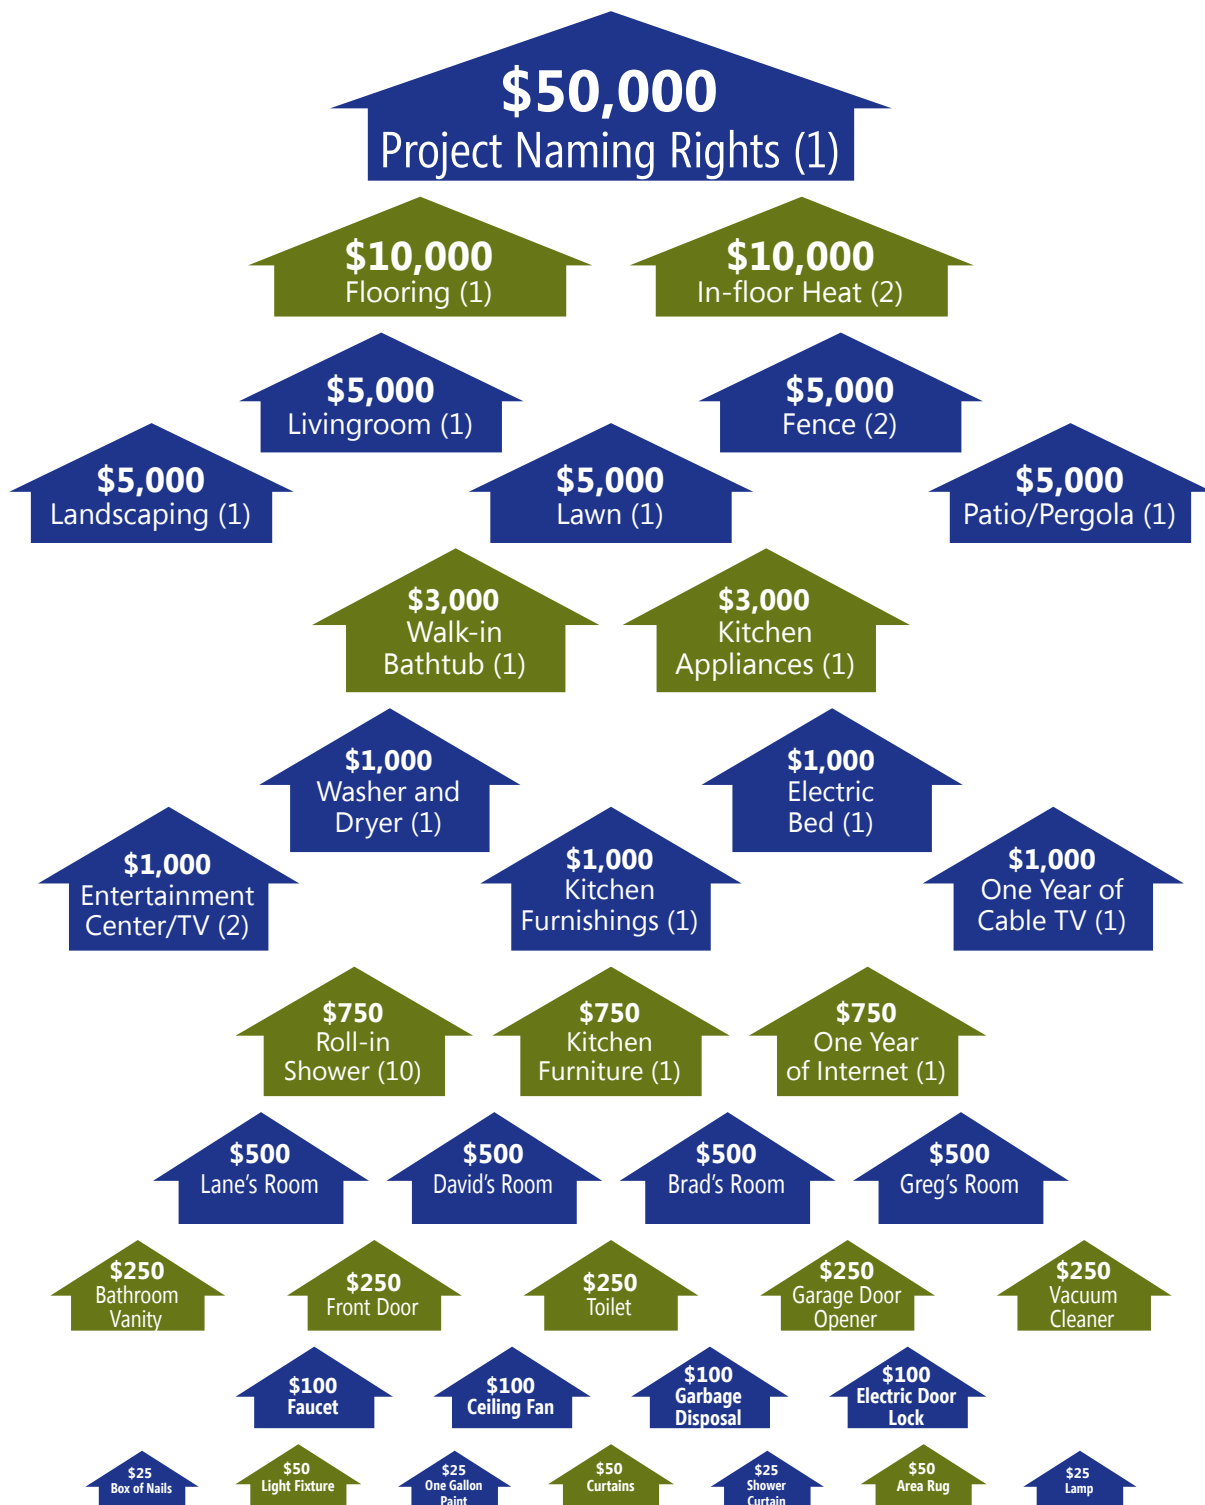 $50,000
Project Naming Rights (1)
$10,000
Flooring (1)
$10,000
In-floor Heat (2)
$5,000
Livingroom (1)
$5,000
Fence (2)
$5,000
Landscaping (1)
$5,000
Lawn (1)
$5,000
Patio/Pergola (1)
$3,000
Walk-in
Bathtub (1)
$3,000
Kitchen
Appliances (1)
$1,000
Washer and
Dryer (1)
$1,000
Electric
Bed (1)
$1,000
Entertainment
Center/TV (2)
$1,000
Kitchen
Furnishings (1)
$1,000
One Year of
Cable TV (1)
$750
Roll-in
Shower (10)
$750
Kitchen
Furniture (1)
$750
One Year
of Internet (1)
$500
Lane's Room
$500
David's Room
$500
Brad's Room
$500
Greg's Room
$250
Bathroom
Vanity
$250
Front Door
$250
Toilet
$250
Garage Door
Opener
$250
Vacuum
Cleaner
$100
Faucet
$100
Ceiling Fan
$100
Garbage
Disposal
$100
Electric Door
Lock
$25
Box of Nails
$50
Light Fixture
$25
One Gallon
Paint
$50
Curtains
$25
Shower
Curtain
$50
Area Rug
$25
Lamp